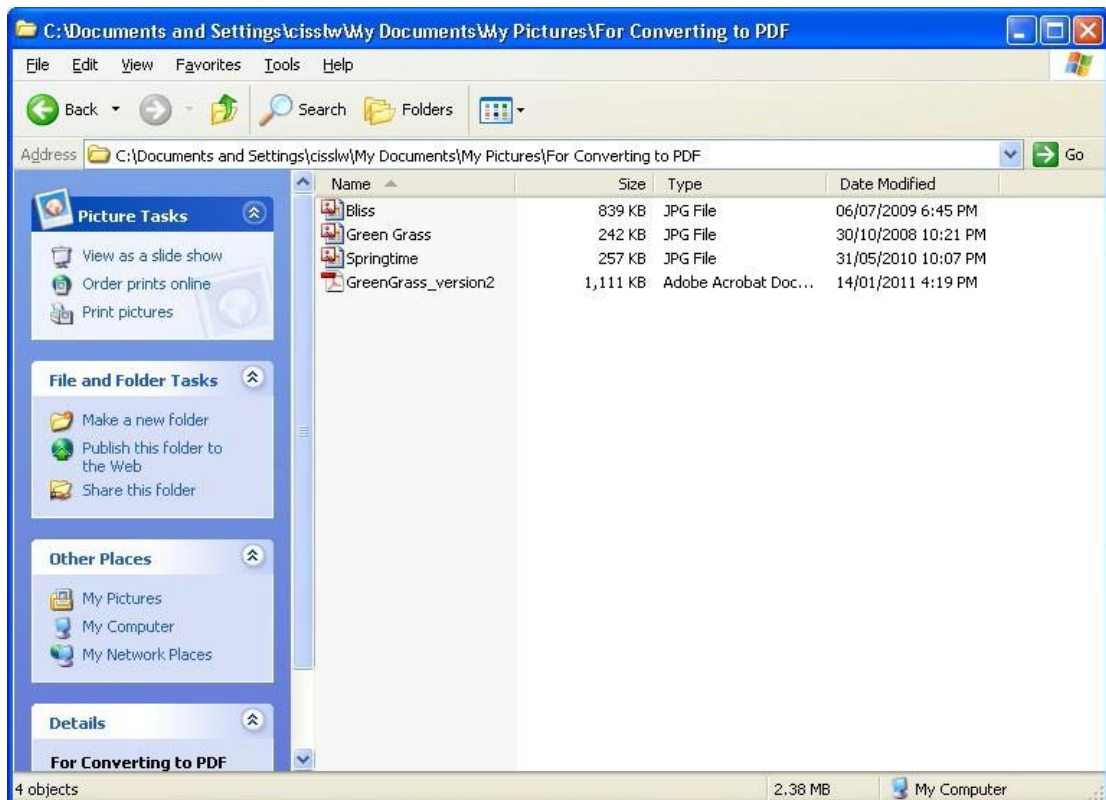 C:\Documents and Settings\cisslw\My Documents\My Pictures\For Converting to PDF
File Edit View Favorites Tools Help
Back Search Folders
Address C:\Documents and Settings\cisslw\My Documents\My Pictures\For Converting to PDF Go
Name Size Type Date Modified
Bliss 839 KB JPG File 06/07/2009 6:45 PM
Green Grass 242 KB JPG File 30/10/2008 10:21 PM
Springtime 257 KB JPG File 31/05/2010 10:07 PM
GreenGrass_version2 1,111 KB Adobe Acrobat Doc... 14/01/2011 4:19 PM
Picture Tasks
View as a slide show
Order prints online
Print pictures
File and Folder Tasks
Make a new folder
Publish this folder to
the Web
Share this folder
Other Places
My Pictures
My Computer
My Network Places
Details
For Converting to PDF
4 objects 2.38 MB My Computer